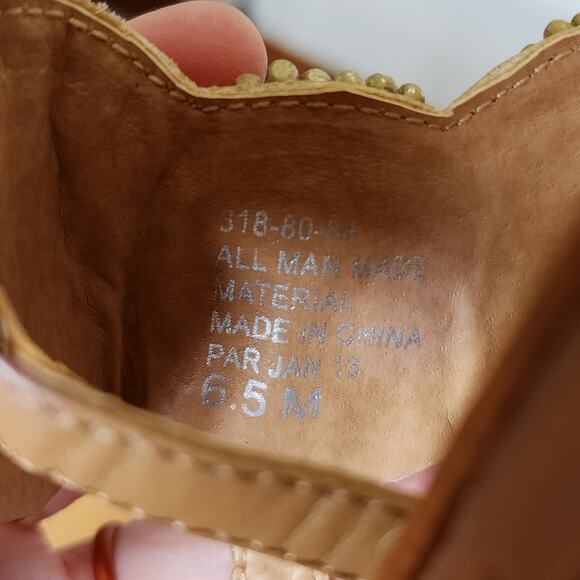 318-80-
ALL MAN MADE
MATERIAL
MADE IN CHINA
PAR JAN 13
6.5 M